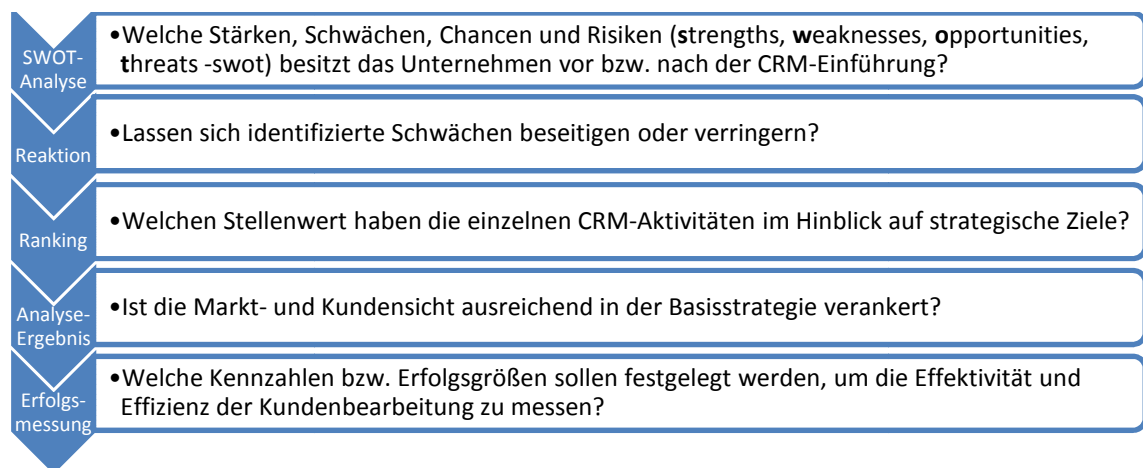 SWOT-
Analyse
•Welche Stärken, Schwächen, Chancen und Risiken (strengths, weaknesses, opportunities,
threats -swot) besitzt das Unternehmen vor bzw. nach der CRM-Einführung?
Reaktion
•Lassen sich identifizierte Schwächen beseitigen oder verringern?
Ranking
•Welchen Stellenwert haben die einzelnen CRM-Aktivitäten im Hinblick auf strategische Ziele?
Analyse-
Ergebnis
•Ist die Markt- und Kundensicht ausreichend in der Basisstrategie verankert?
Erfolgs-
messung
•Welche Kennzahlen bzw. Erfolgsgrößen sollen festgelegt werden, um die Effektivität und
Effizienz der Kundenbearbeitung zu messen?